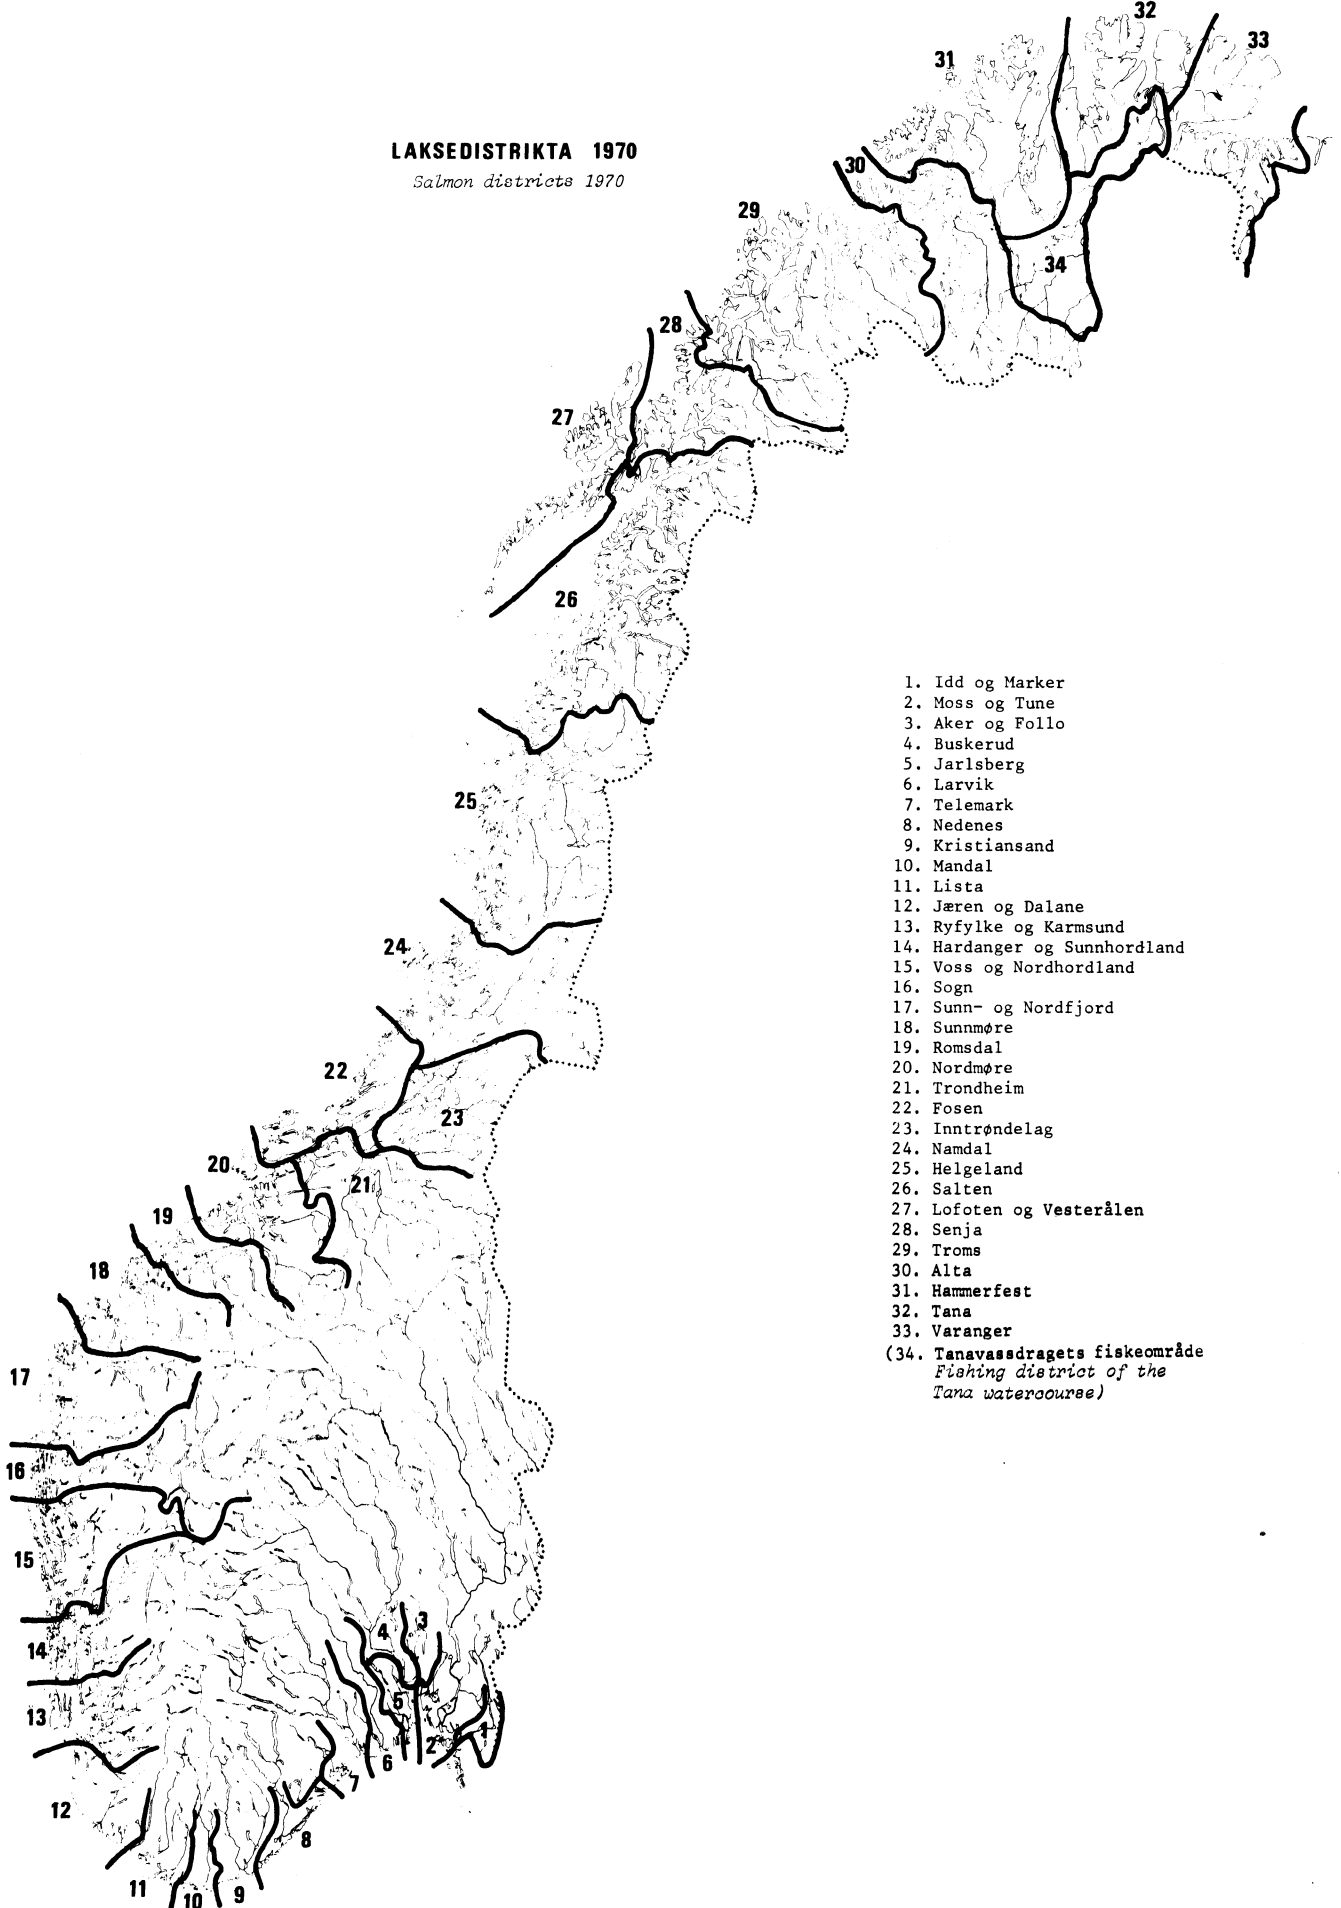 LAKSEDISTRIKTA 1970
Salmon districts 1970
32
33
31
30
29
34
28
27
26
25
24
22
23
20
21
19
18
17
16
15
14
13
12
11
10
9
8
7
6
5
4
3
2
1
1. Idd og Marker
2. Moss og Tune
3. Aker og Follo
4. Buskerud
5. Jarlsberg
6. Larvik
7. Telemark
8. Nedenes
9. Kristiansand
10. Mandal
11. Lista
12. Jæren og Dalane
13. Ryfylke og Karmsund
14. Hardanger og Sunnhordland
15. Voss og Nordhordland
16. Sogn
17. Sunn- og Nordfjord
18. Sunnmøre
19. Romsdal
20. Nordmøre
21. Trondheim
22. Fosen
23. Inntrøndelag
24. Namdal
25. Helgeland
26. Salten
27. Lofoten og Vesterålen
28. Senja
29. Troms
30. Alta
31. Hammerfest
32. Tana
33. Varanger
(34. Tanavassdragets fiskeområde
Fishing district of the
Tana watercourse)